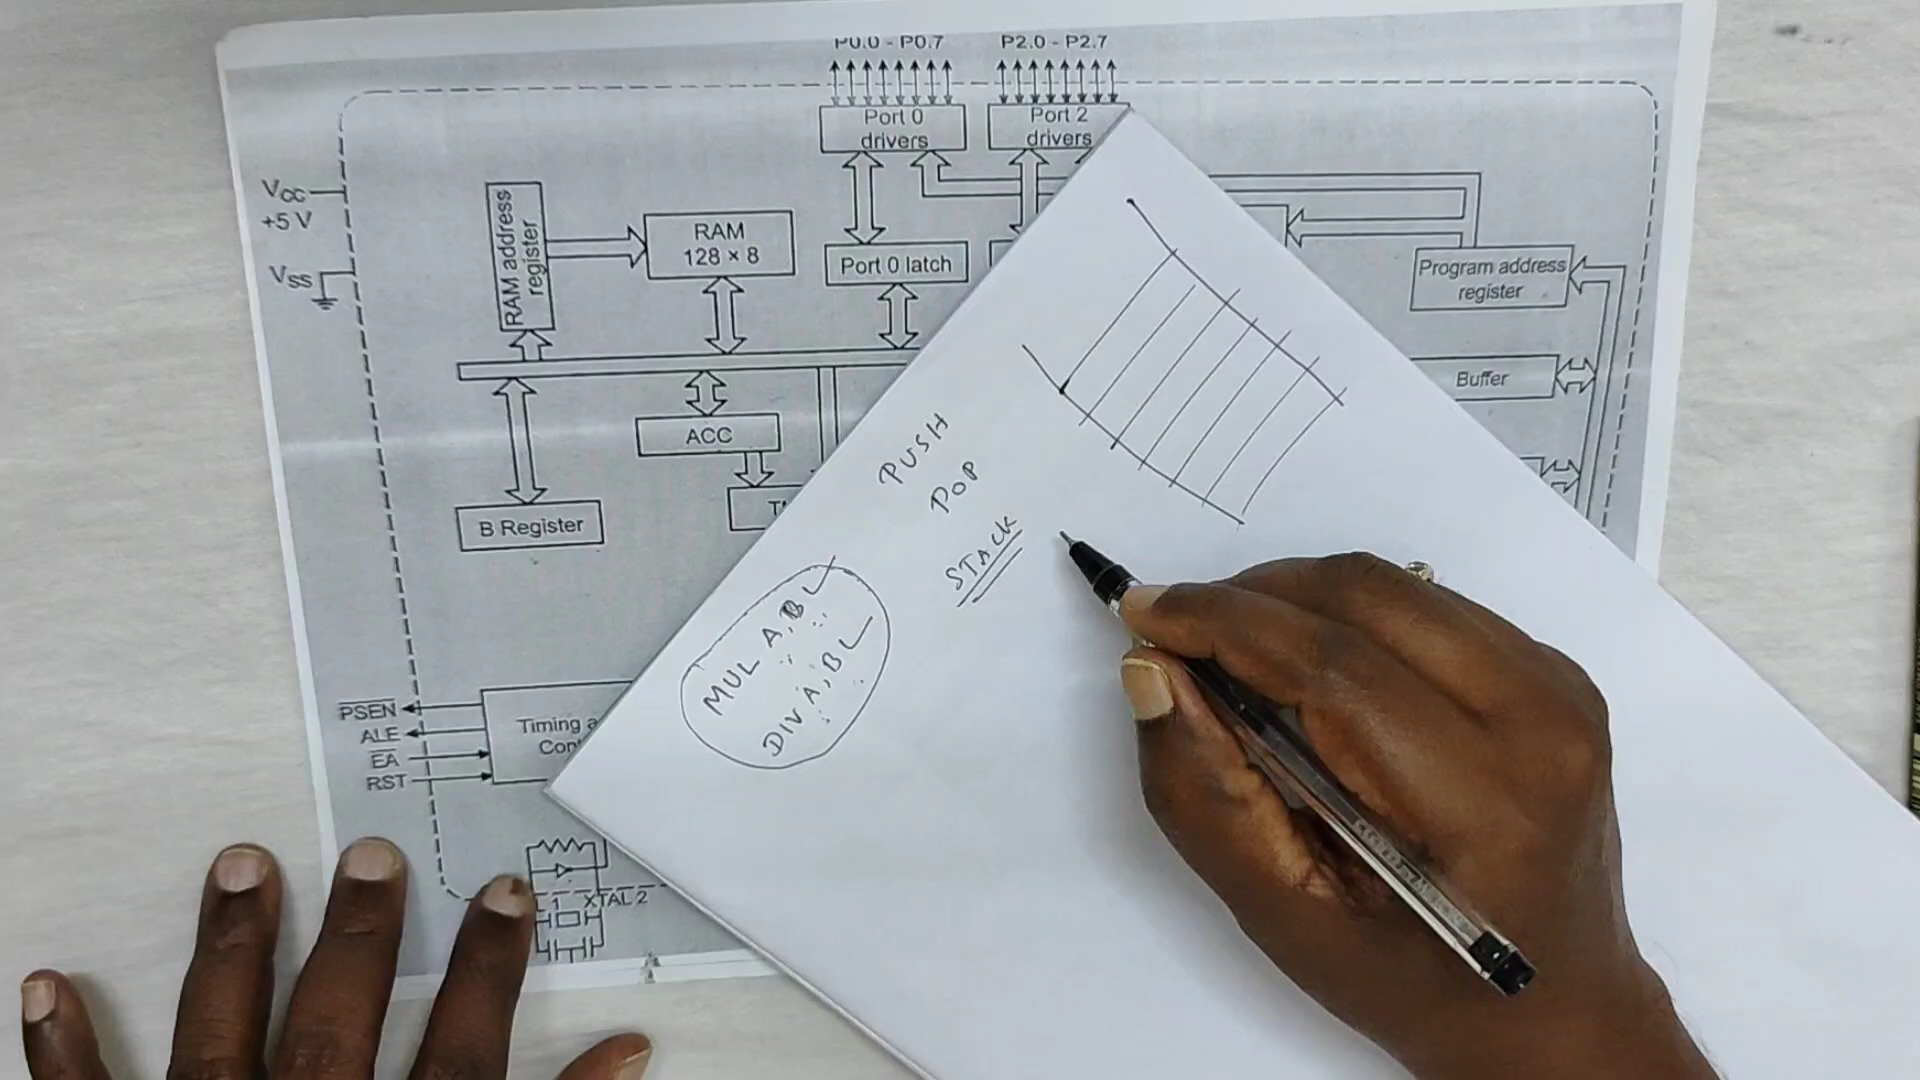 P0.0 - P0.7
P2.0 - P2.7
Port 0
drivers
Port 2
drivers
VCC
+5 V
VSS
RAM address
register
RAM
128 × 8
Port 0 latch
Program address
register
Buffer
ACC
B Register
PUSH
POP
STACK
MUL A,B
DIV A,B
PSEN
ALE
EA
RST
Timing
XTAL 2